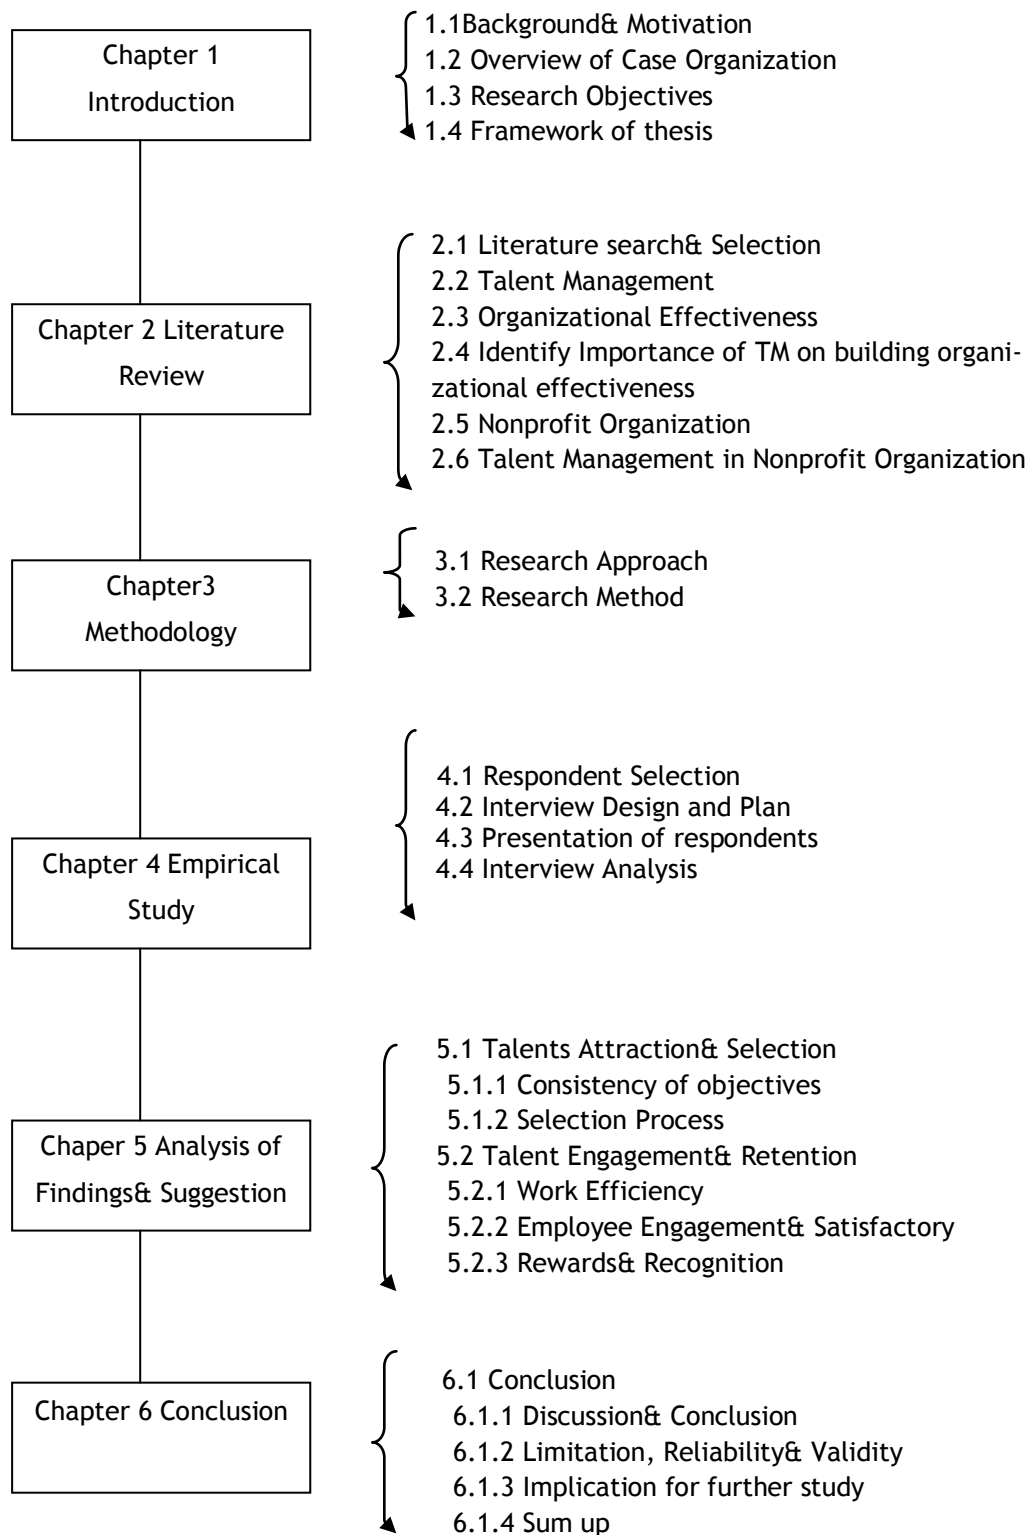 Chapter 1
Introduction
1.1Background& Motivation
1.2 Overview of Case Organization
1.3 Research Objectives
1.4 Framework of thesis
Chapter 2 Literature
Review
2.1 Literature search& Selection
2.2 Talent Management
2.3 Organizational Effectiveness
2.4 Identify Importance of TM on building organi-
zational effectiveness
2.5 Nonprofit Organization
2.6 Talent Management in Nonprofit Organization
Chapter3
Methodology
3.1 Research Approach
3.2 Research Method
Chapter 4 Empirical
Study
4.1 Respondent Selection
4.2 Interview Design and Plan
4.3 Presentation of respondents
4.4 Interview Analysis
Chaper 5 Analysis of
Findings& Suggestion
5.1 Talents Attraction& Selection
5.1.1 Consistency of objectives
5.1.2 Selection Process
5.2 Talent Engagement& Retention
5.2.1 Work Efficiency
5.2.2 Employee Engagement& Satisfactory
5.2.3 Rewards& Recognition
Chapter 6 Conclusion
6.1 Conclusion
6.1.1 Discussion& Conclusion
6.1.2 Limitation, Reliability& Validity
6.1.3 Implication for further study
6.1.4 Sum up